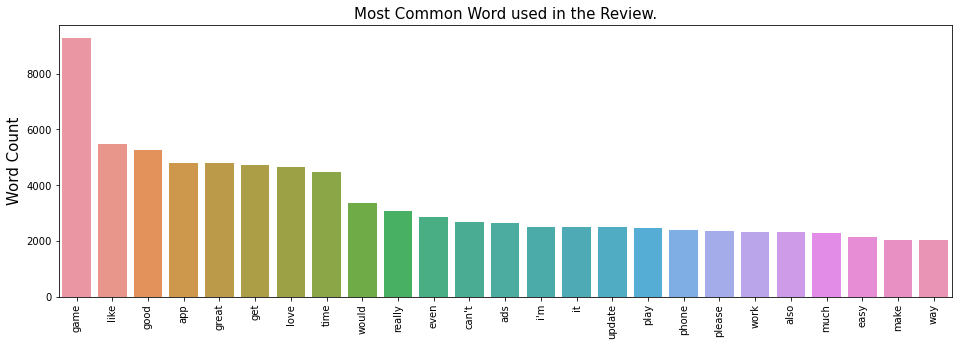 Most Common Word used in the Review.
Word Count
8000
6000
4000
2000
0
game
like
good
app
great
get
love
time
would
really
even
can't
ads
i'm
it
update
play
phone
please
work
also
much
easy
make
way